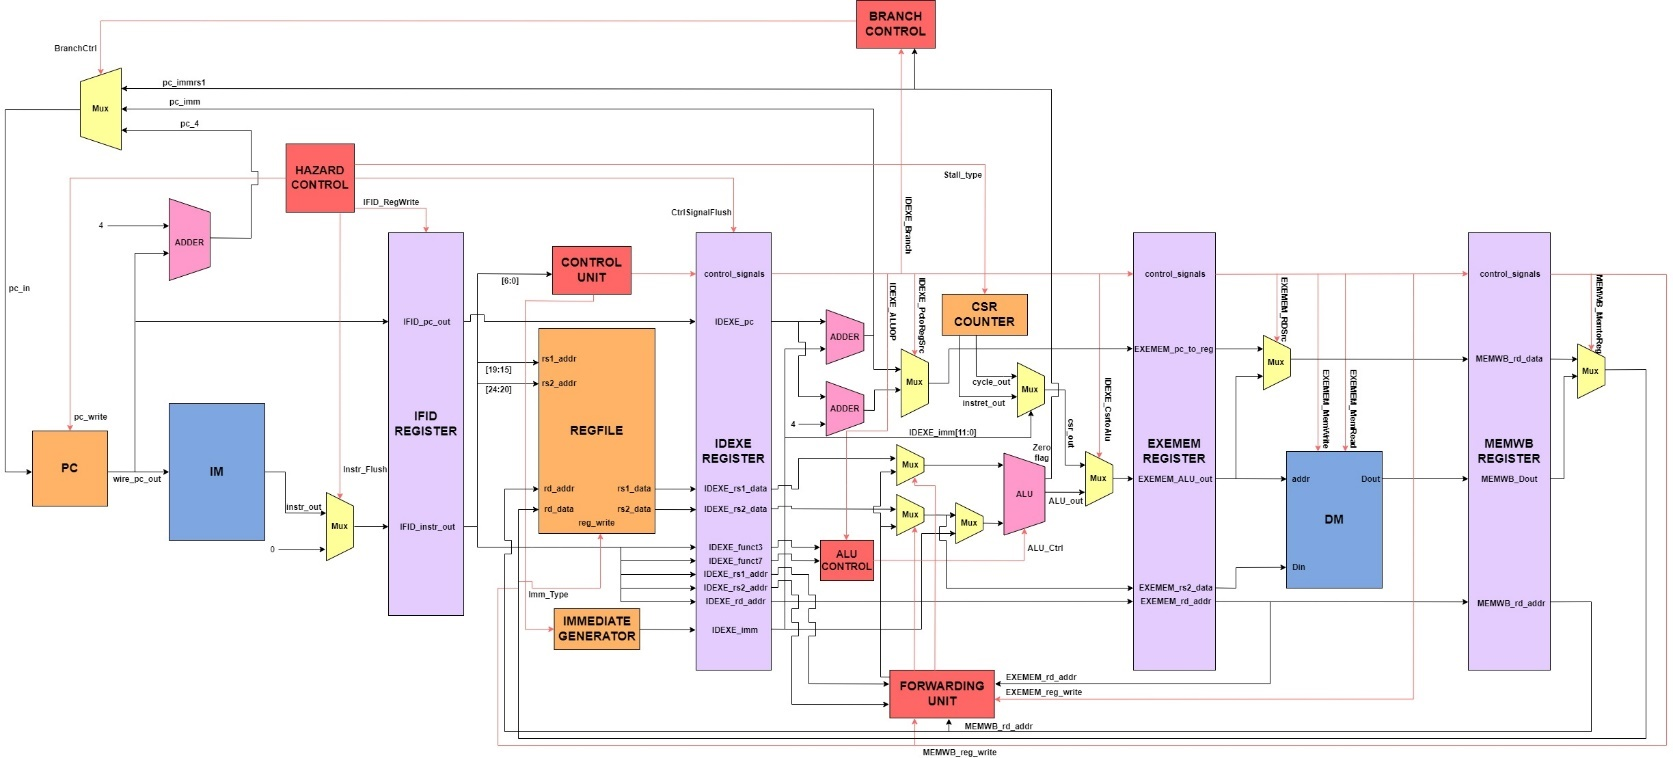 BRANCH
CONTROL
BranchCtrl
pc_immrs1
pc_imm
pc_4
Mux
HAZARD
CONTROL
Stall_type
IFID_RegWrite
CtrlSignalFlush
IDEXE_Branch
4
ADDER
pc_in
CONTROL
UNIT
[6:0]
control_signals
IDEXE_ALUOP
IDEXE_PctoRegSrc
CSR
COUNTER
control_signals
EXEMEM_RDSrc
control_signals
MEMWB_MemtoReg
IFID_pc_out
IDEXE_pc
ADDER
rs1_addr
[19:15]
rs2_addr
[24:20]
EXEMEM_pc_to_reg
Mux
MEMWB_rd_data
Mux
Mux
cycle_out
Mux
instret_out
IDEXE_CsrtoAlu
EXEMEM_MemWrite
EXEMEM_MemRead
ADDER
4
IDEXE_imm[11:0]
csr_out
pc_write
IFID
REGISTER
REGFILE
IDEXE
REGISTER
Zero
flag
EXEMEM
REGISTER
MEMWB
REGISTER
PC
wire_pc_out
IM
Instr_Flush
Mux
Mux
EXEMEM_ALU_out
addr
Dout
MEMWB_Dout
rd_addr
rs1_data
IDEXE_rs1_data
ALU
ALU_out
instr_out
rd_data
rs2_data
IDEXE_rs2_data
Mux
Mux
DM
Mux
IFID_instr_out
reg_write
0
IDEXE_funct3
IDEXE_funct7
ALU
CONTROL
ALU_Ctrl
Din
IDEXE_rs1_addr
IDEXE_rs2_addr
IDEXE_rd_addr
EXEMEM_rs2_data
EXEMEM_rd_addr
MEMWB_rd_addr
Imm_Type
IMMEDIATE
GENERATOR
IDEXE_imm
FORWARDING
UNIT
EXEMEM_rd_addr
EXEMEM_reg_write
MEMWB_rd_addr
MEMWB_reg_write